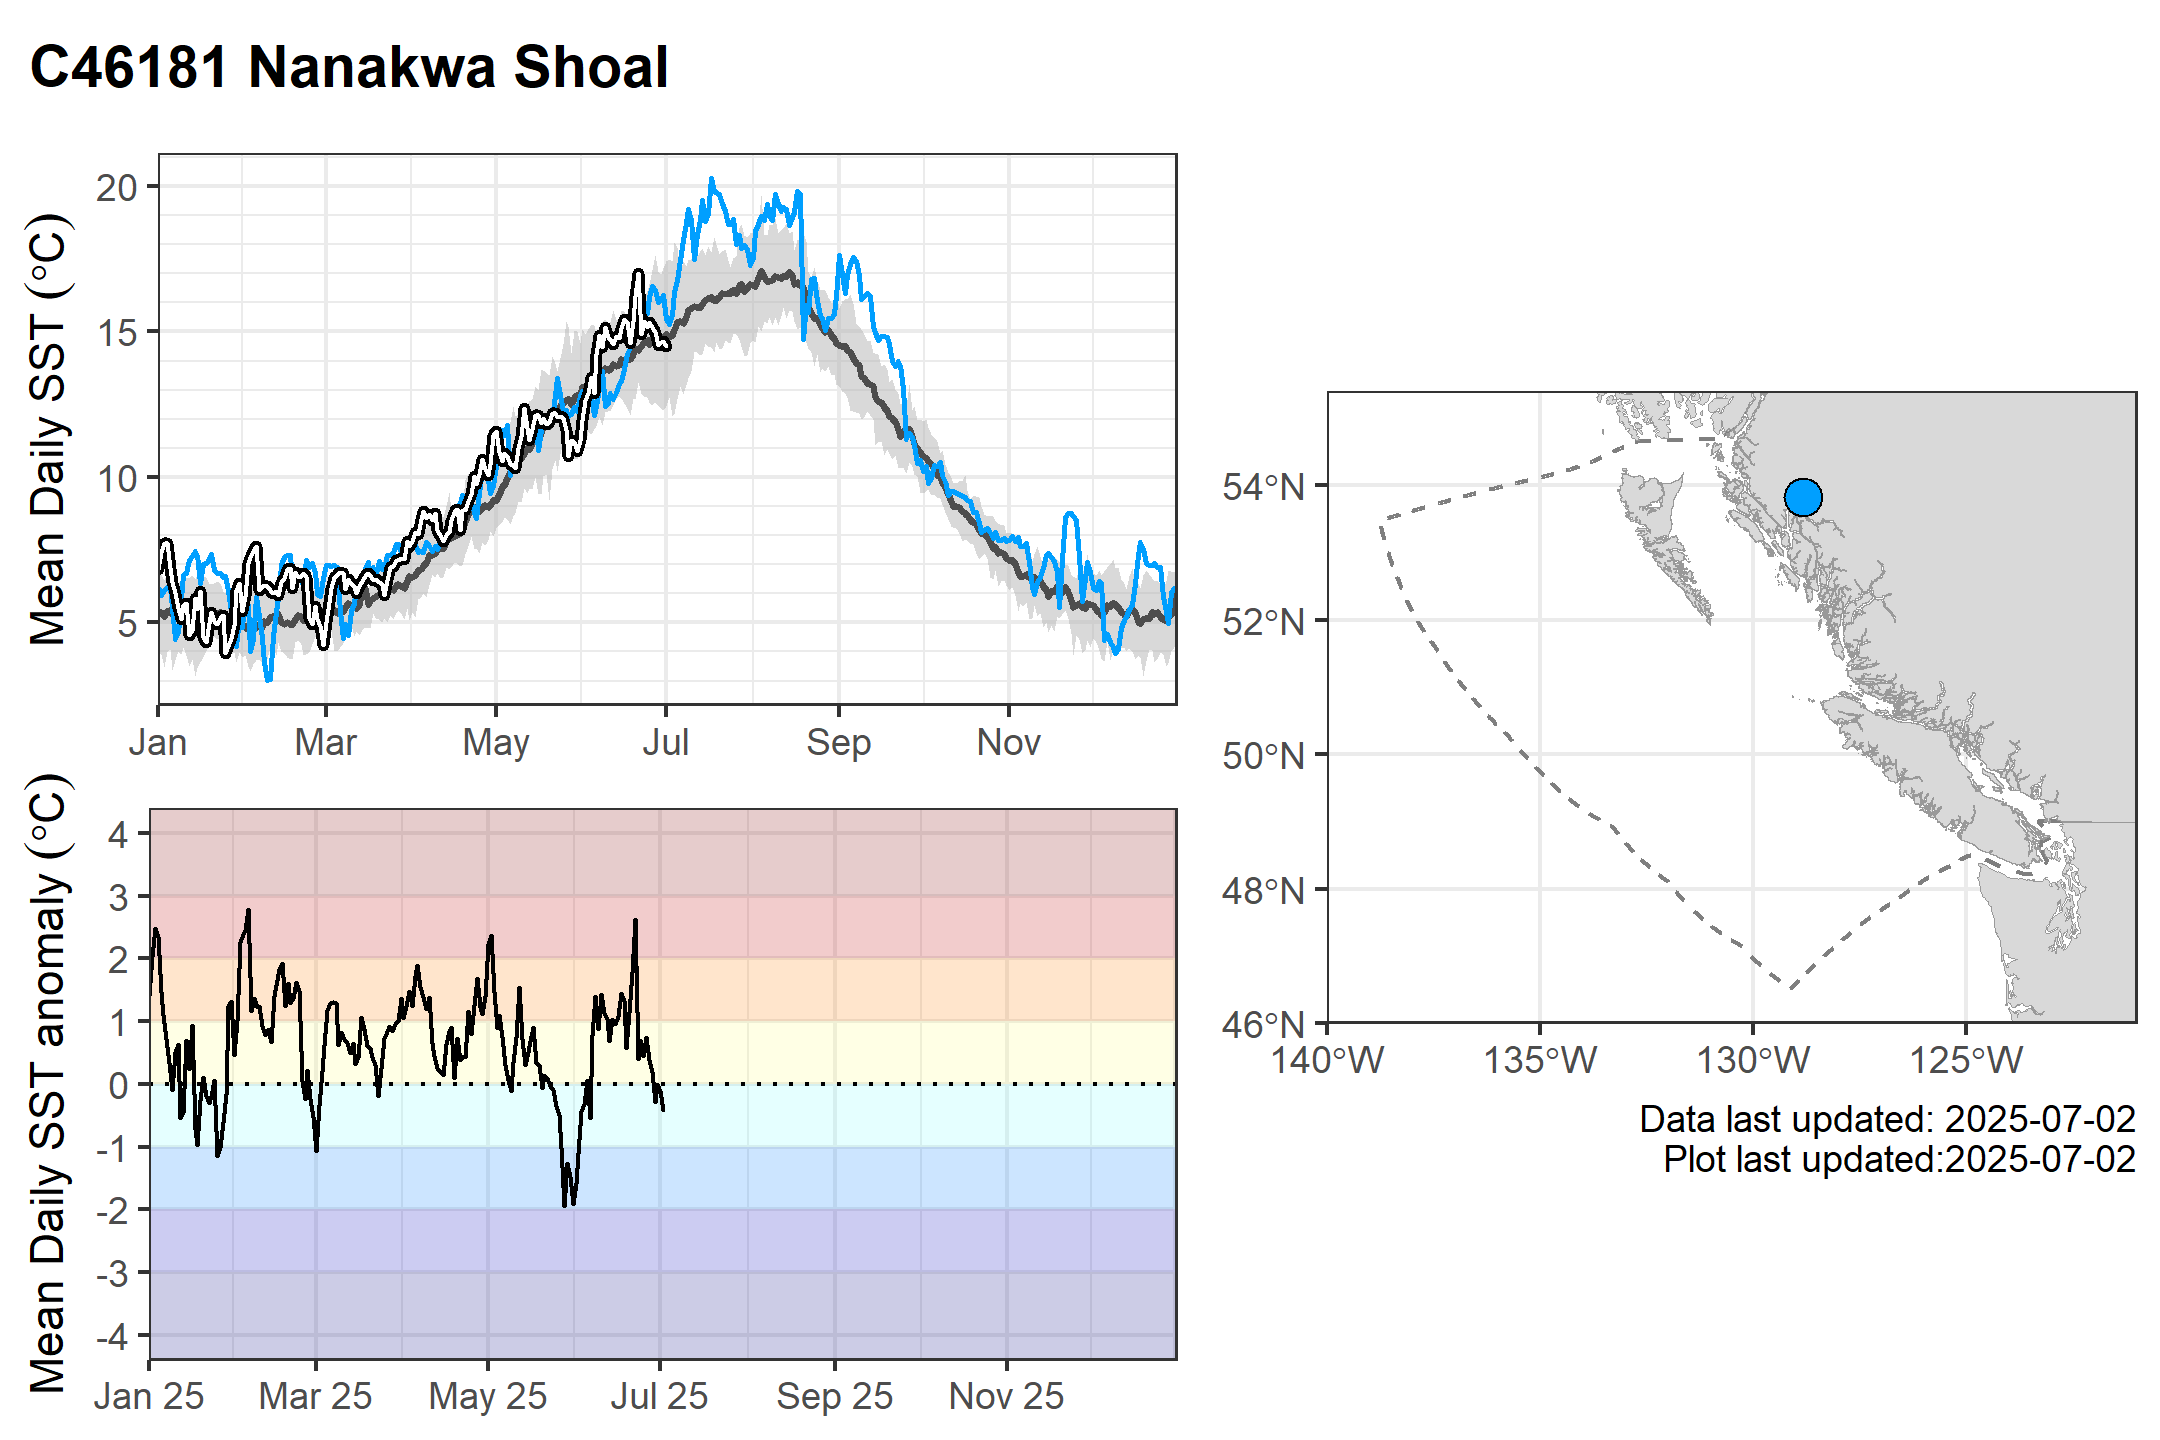 C46181 Nanakwa Shoal
Mean Daily SST (°C)
20
15
10
5
Jan Mar May Jul Sep Nov
Mean Daily SST anomaly (°C)
4
3
2
1
0
-1
-2
-3
-4
Jan 25 Mar 25 May 25 Jul 25 Sep 25 Nov 25
54°N
52°N
50°N
48°N
46°N
140°W 135°W 130°W 125°W
Data last updated: 2025-07-02
Plot last updated:2025-07-02